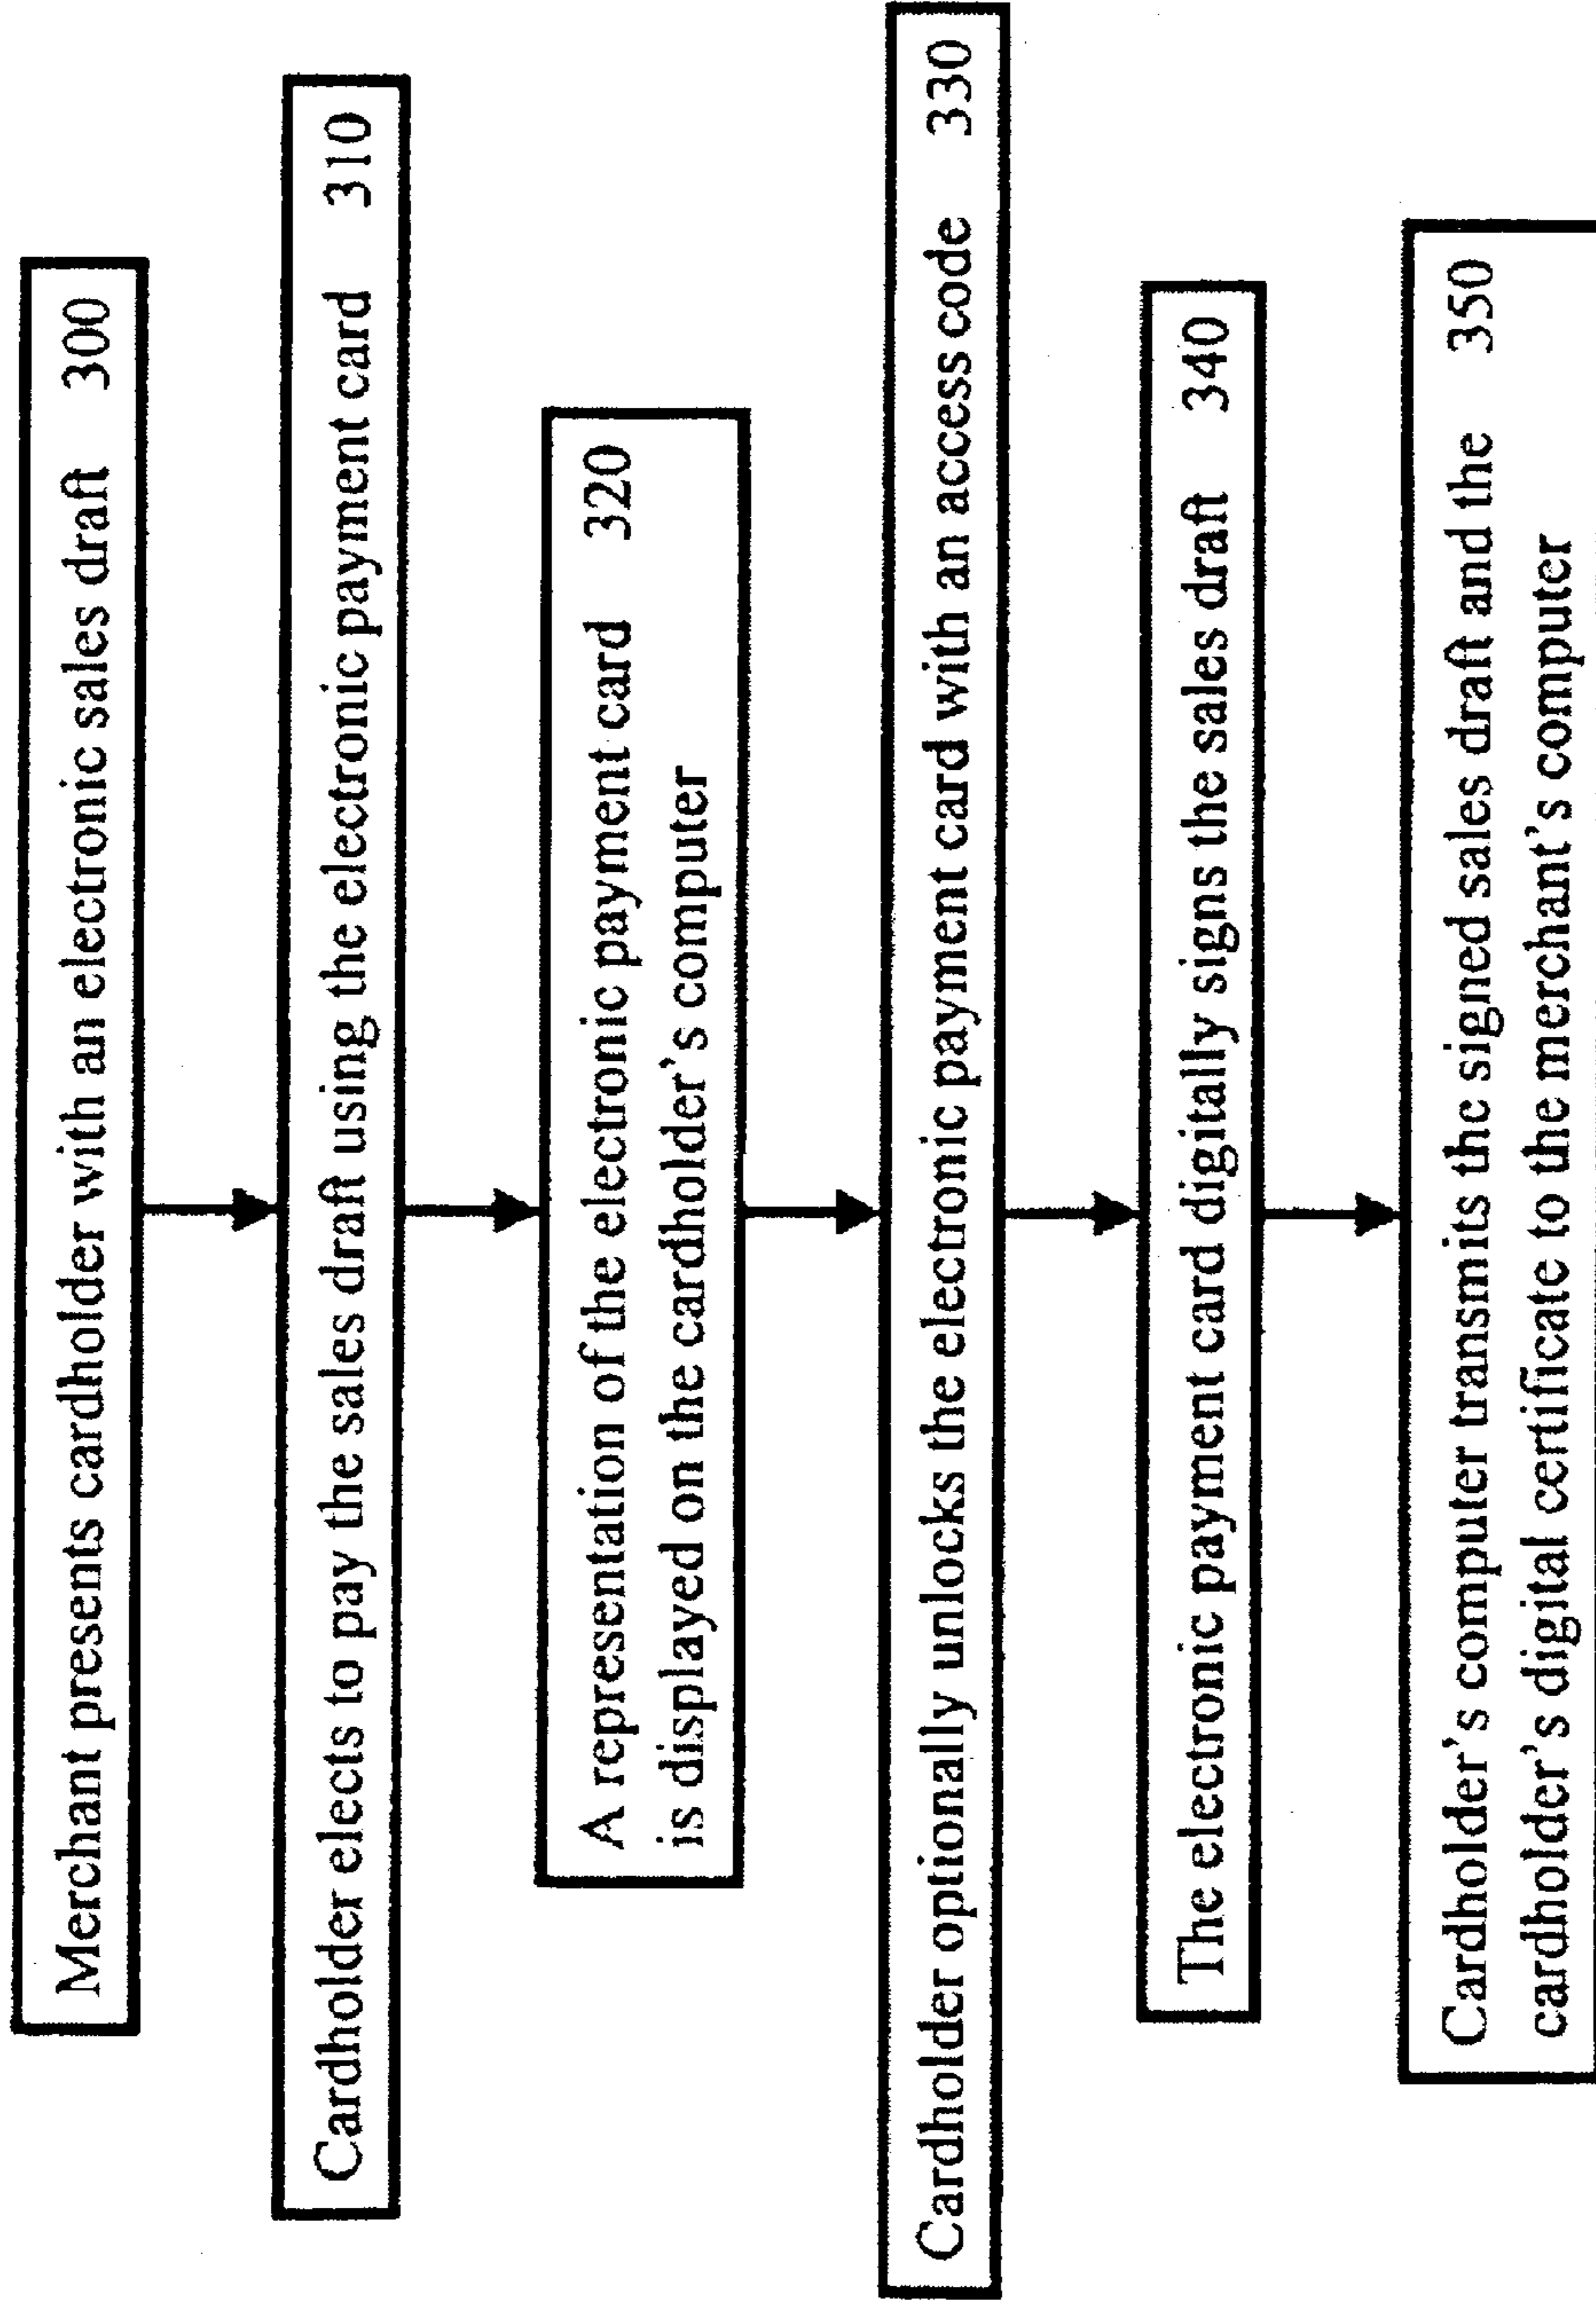 Merchant presents cardholder with an electronic sales draft 300
Cardholder elects to pay the sales draft using the electronic payment card 310
A representation of the electronic payment card 320
is displayed on the cardholder's computer
Cardholder optionally unlocks the electronic payment card with an access code 330
The electronic payment card digitally signs the sales draft 340
Cardholder's computer transmits the signed sales draft and the 350
cardholder's digital certificate to the merchant's computer